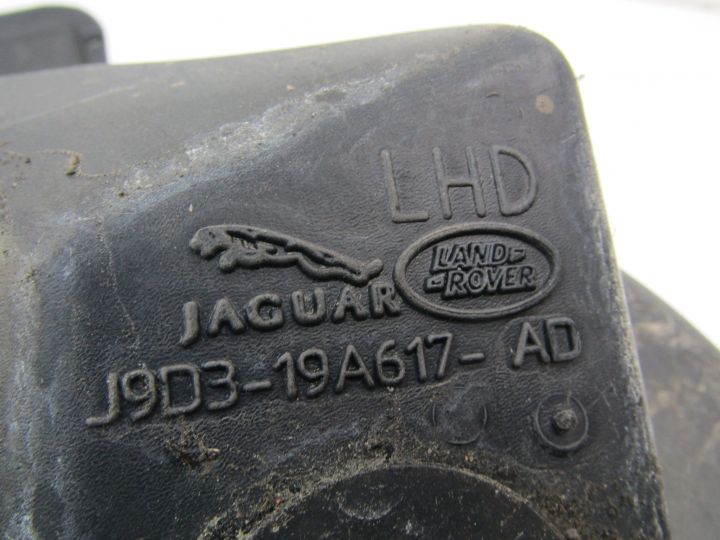 LHD
JAGUAR
LAND-
-ROVER
J9D3-19A617-AD